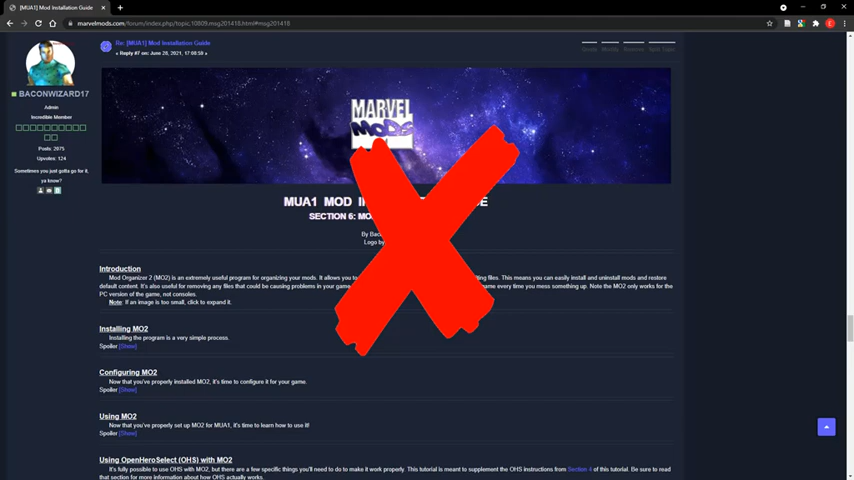 [MUA1] Mod Installation Guide
marvelmods.com/forum/index.php/topic,10809.msg201418.html#msg201418
Re: [MUA1] Mod Installation Guide
« Reply #7 on: June 28, 2021, 17:08:59 »
BACONWIZARD17
Admin
Incredible Member
Posts: 2975
Upvotes: 124
Sometimes you just gotta go for it,
ya know?
MARVEL
MODS
MUA1 MOD
SECTION 6:
By
Logo by
Introduction
Mod Organizer 2 (MO2) is an extremely useful program for organizing your mods. It allows you to
files. This means you can easily install and uninstall mods and restore
default content. It's also useful for removing any files that could be causing problems in your game
game every time you mess something up. Note the MO2 only works for
the PC version of the game, not consoles.
Note: If an image is too small, click to expand it.
Installing MO2
Installing the program is a very simple process.
Spoiler [Show]
Configuring MO2
Now that you've properly installed MO2, it's time to configure it for your game.
Spoiler [Show]
Using MO2
Now that you've properly set up MO2 for MUA1, it's time to learn how to use it!
Spoiler [Show]
Using OpenHeroSelect (OHS) with MO2
It's fully possible to use OHS with MO2, but there are a few specific things you'll need to do to make it work properly. This tutorial is meant to supplement the OHS instructions from Section 4 of this tutorial. Be sure to read
that section for more information about how OHS actually works.